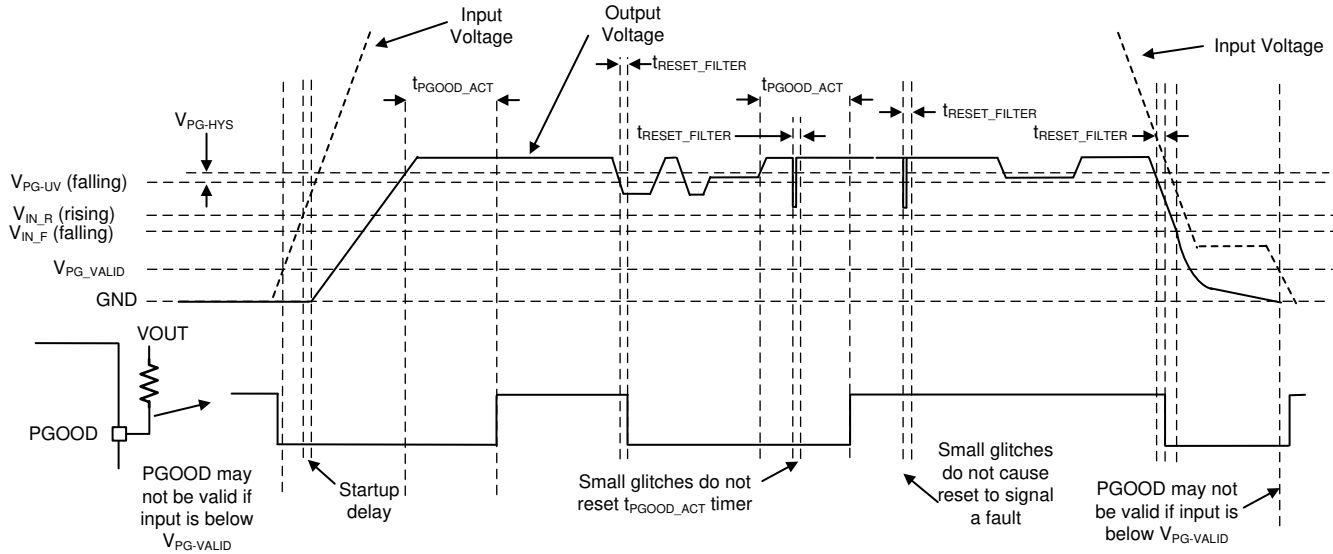 Input
Voltage
Output
Voltage
Input Voltage
tRESET_FILTER
tPGOOD_ACT
tPGOOD_ACT
tRESET_FILTER
tRESET_FILTER
tRESET_FILTER
VPG-HYS
VPG-UV (falling)
VIN_R (rising)
VIN_F (falling)
VPG_VALID
GND
VOUT
PGOOD
PGOOD may
not be valid if
input is below
VPG-VALID
Startup
delay
Small glitches do not
reset tPGOOD_ACT timer
Small glitches
do not cause
reset to signal
a fault
PGOOD may not
be valid if input is
below VPG-VALID